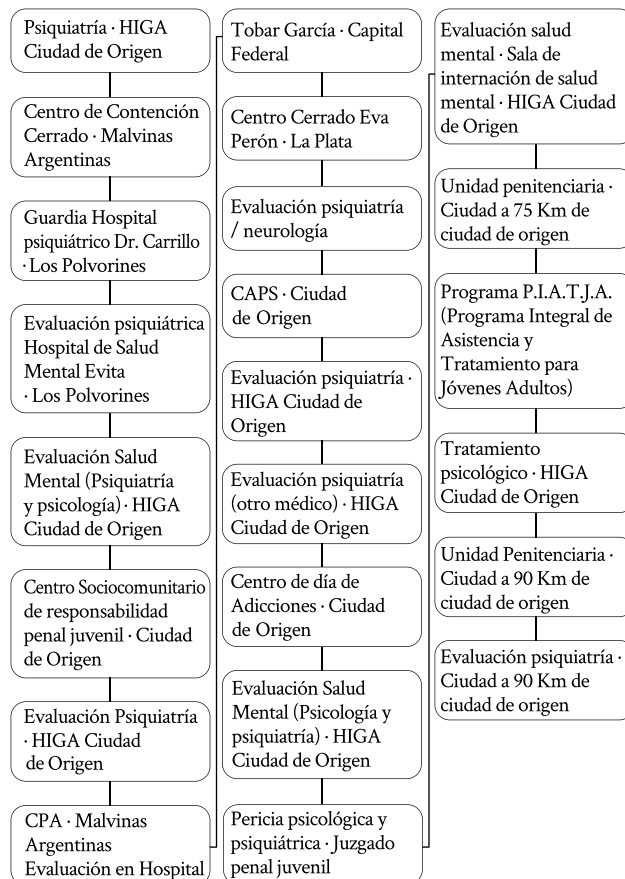 Psiquiatría · HIGA
Ciudad de Origen
Centro de Contención
Cerrado · Malvinas
Argentinas
Guardia Hospital
psiquiátrico Dr. Carrillo
· Los Polvorines
Evaluación psiquiátrica
Hospital de Salud
Mental Evita
· Los Polvorines
Evaluación Salud
Mental (Psiquiatría
y psicología) · HIGA
Ciudad de Origen
Centro Sociocomunitario
de responsabilidad
penal juvenil · Ciudad
de Origen
Evaluación Psiquiatría
· HIGA Ciudad
de Origen
CPA · Malvinas
Argentinas
Evaluación en Hospital
Tobar García · Capital
Federal
Centro Cerrado Eva
Perón · La Plata
Evaluación psiquiatría
/ neurología
CAPS · Ciudad
de Origen
Evaluación psiquiatría ·
HIGA Ciudad de
Origen
Evaluación psiquiatría
(otro médico) · HIGA
Ciudad de Origen
Centro de día de
Adicciones · Ciudad
de Origen
Evaluación Salud
Mental (Psicología y
psiquiatría) · HIGA
Ciudad de Origen
Pericia psicológica y
psiquiátrica · Juzgado
penal juvenil
Evaluación salud
mental · Sala de
internación de salud
mental · HIGA Ciudad
de Origen
Unidad penitenciaria ·
Ciudad a 75 Km de
ciudad de origen
Programa P.I.A.T.J.A.
(Programa Integral de
Asistencia y
Tratamiento para
Jóvenes Adultos)
Tratamiento
psicológico · HIGA
Ciudad de Origen
Unidad Penitenciaria ·
Ciudad a 90 Km de
ciudad de origen
Evaluación psiquiatría ·
Ciudad a 90 Km de
ciudad de origen